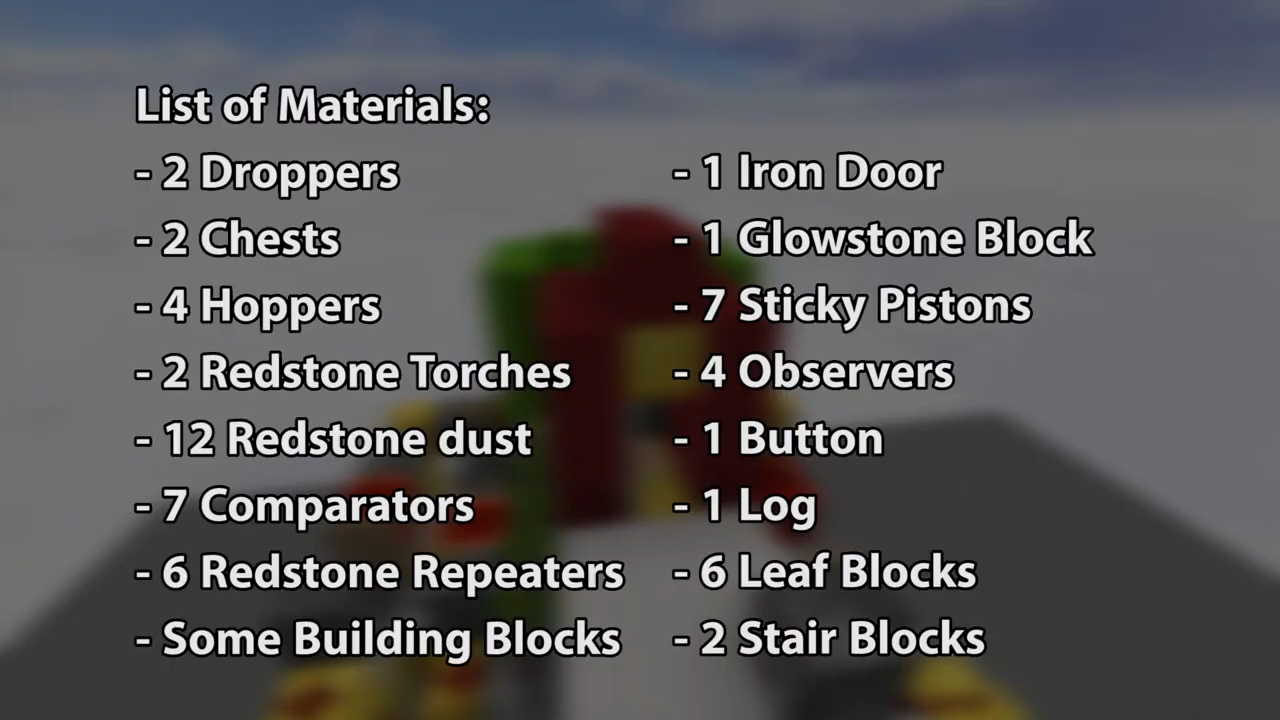 List of Materials:
- 2 Droppers
- 2 Chests
- 4 Hoppers
- 2 Redstone Torches
- 12 Redstone dust
- 7 Comparators
- 6 Redstone Repeaters
- Some Building Blocks
- 1 Iron Door
- 1 Glowstone Block
- 7 Sticky Pistons
- 4 Observers
- 1 Button
- 1 Log
- 6 Leaf Blocks
- 2 Stair Blocks